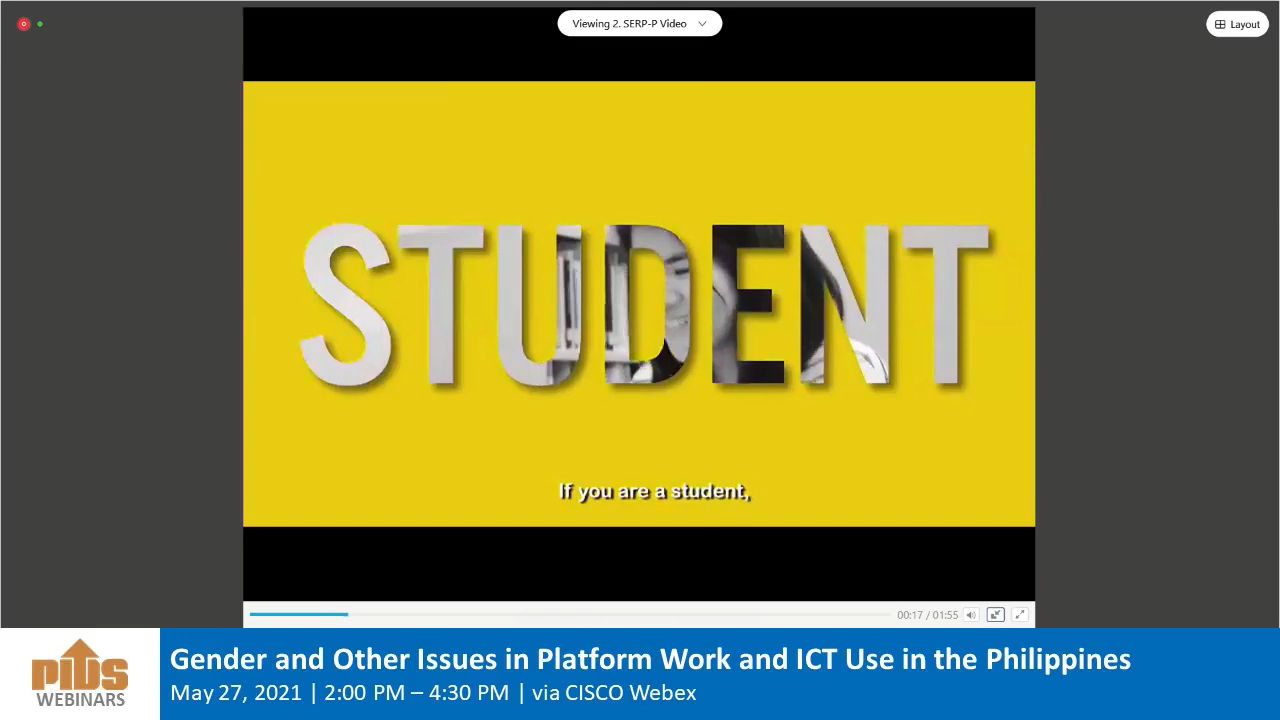 Viewing 2. SERP-P Video
Layout
STUDENT
If you are a student,
00:17 / 01:55
PIDS
WEBINARS
Gender and Other Issues in Platform Work and ICT Use in the Philippines
May 27, 2021 | 2:00 PM – 4:30 PM | via CISCO Webex